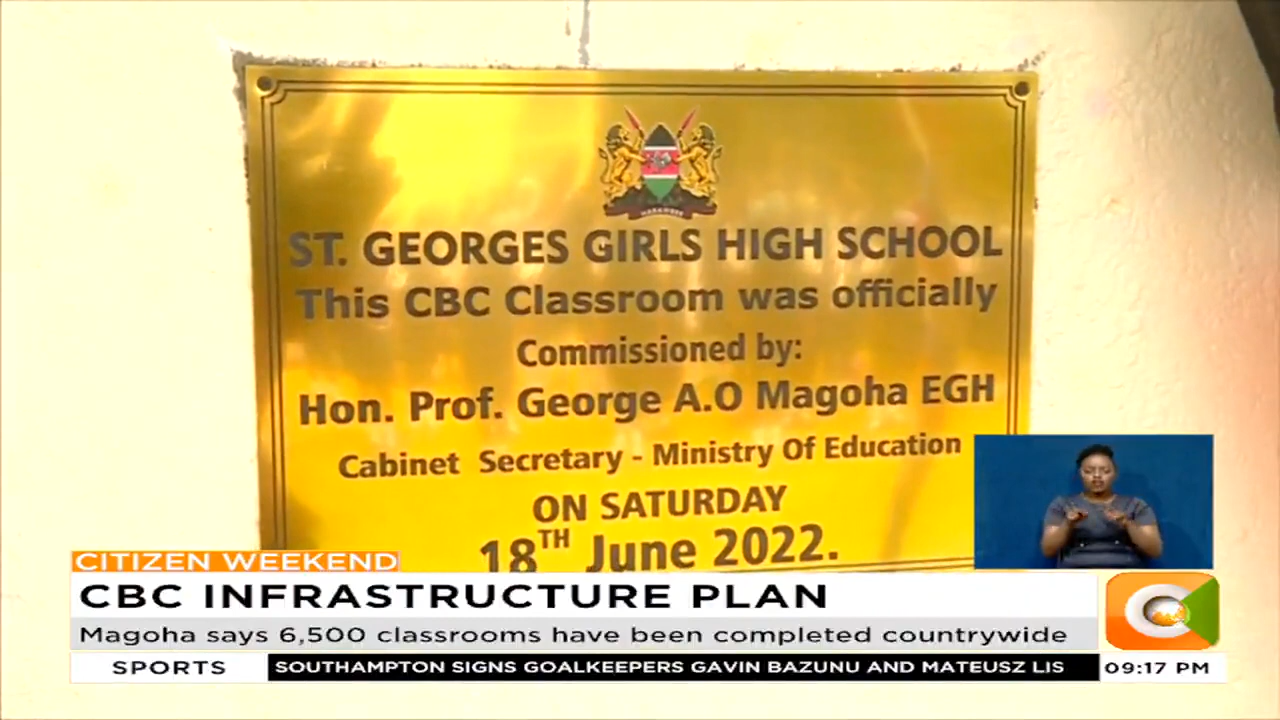 ST. GEORGES GIRLS HIGH SCHOOL
This CBC Classroom was officially
Commissioned by:
Hon. Prof. George A.O Magoha EGH
Cabinet Secretary - Ministry Of Education
ON SATURDAY
18TH June 2022.
CITIZEN WEEKEND
CBC INFRASTRUCTURE PLAN
Magoha says 6,500 classrooms have been completed countrywide
SPORTS SOUTHAMPTON SIGNS GOALKEEPERS GAVIN BAZUNU AND MATEUSZ LIS 09:17 PM